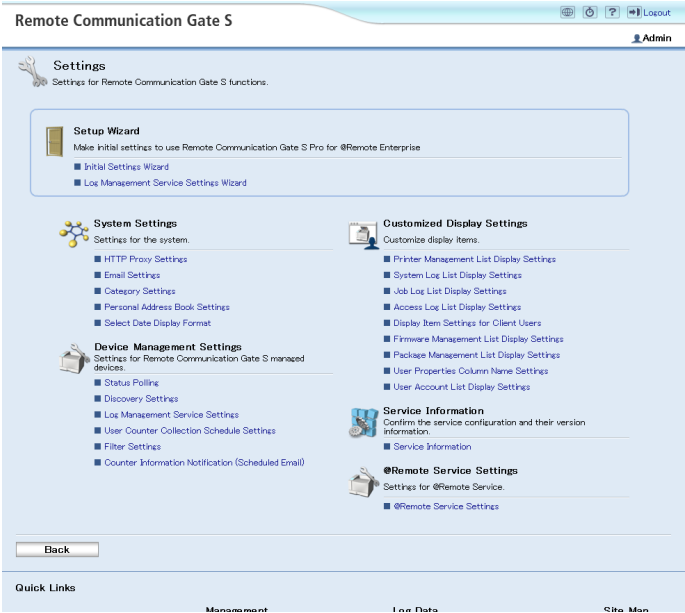 Remote Communication Gate S
Logout
Admin
Settings
Settings for Remote Communication Gate S functions.
Setup Wizard
Make initial settings to use Remote Communication Gate S Pro for @Remote Enterprise
Initial Settings Wizard
Log Management Service Settings Wizard
System Settings
Settings for the system.
HTTP Proxy Settings
Email Settings
Category Settings
Personal Address Book Settings
Select Date Display Format
Device Management Settings
Settings for Remote Communication Gate S managed
devices.
Status Polling
Discovery Settings
Log Management Service Settings
User Counter Collection Schedule Settings
Filter Settings
Counter Information Notification (Scheduled Email)
Customized Display Settings
Customize display items.
Printer Management List Display Settings
System Log List Display Settings
Job Log List Display Settings
Access Log List Display Settings
Display Item Settings for Client Users
Firmware Management List Display Settings
Package Management List Display Settings
User Properties Column Name Settings
User Account List Display Settings
Service Information
Confirm the service configuration and their version
information.
Service Information
@Remote Service Settings
Settings for @Remote Service.
@Remote Service Settings
Back
Quick Links
Management Log Data Site Map